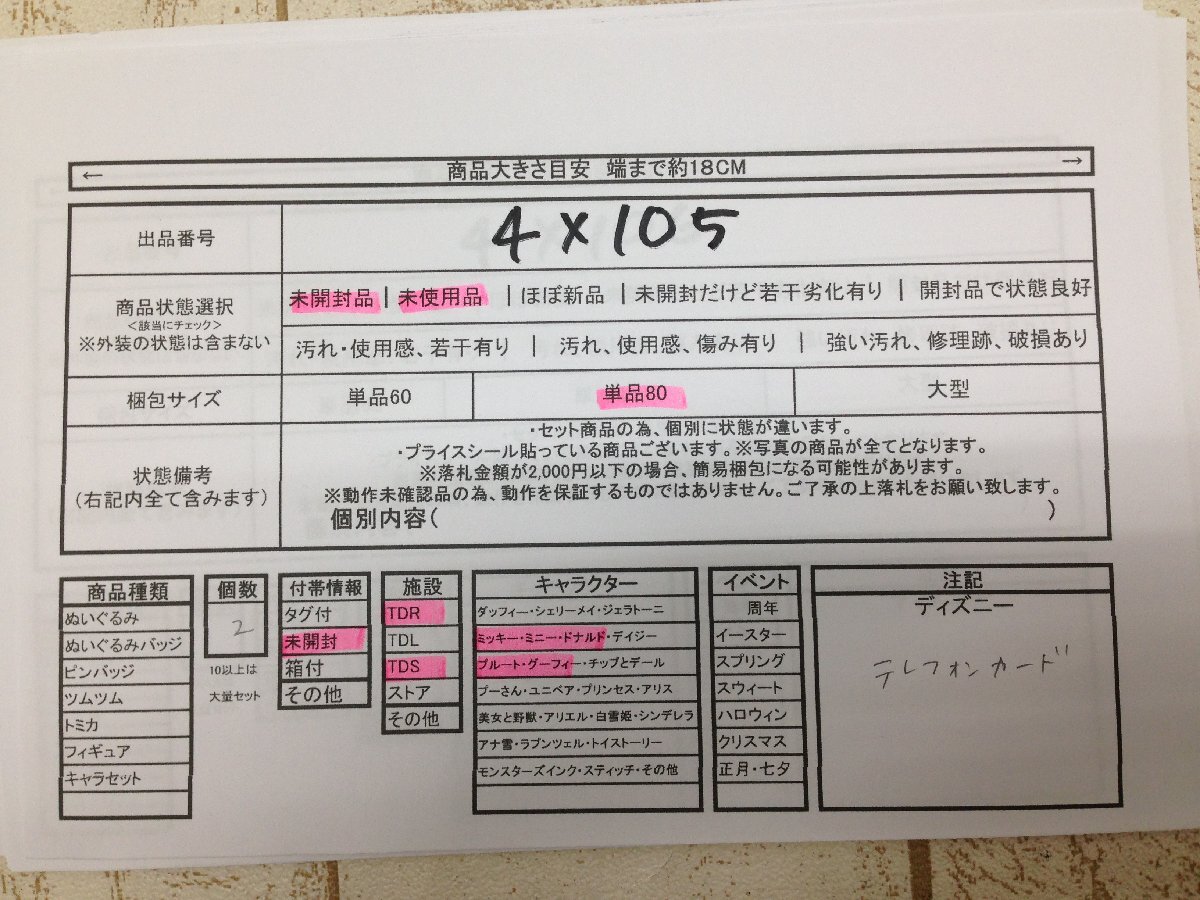 ← 商品大きさ目安 端まで約18CM →
出品番号 4×105
商品状態選択
<該当にチェック>
※外装の状態は含まない
未開封品 | 未使用品 | ほぼ新品 | 未開封だけど若干劣化有り | 開封品で状態良好
汚れ・使用感、若干有り | 汚れ、使用感、傷み有り | 強い汚れ、修理跡、破損あり
梱包サイズ 単品60 単品80 大型
状態備考
(右記内全て含みます)
・セット商品の為、個別に状態が違います。
・プライスシール貼っている商品ございます。※写真の商品が全てとなります。
※落札金額が2,000円以下の場合、簡易梱包になる可能性があります。
※動作未確認品の為、動作を保証するものではありません。ご了承の上落札をお願い致します。
個別内容( )
商品種類
ぬいぐるみ
ぬいぐるみバッジ
ピンバッジ
ツムツム
トミカ
フィギュア
キャラセット
個数
2
10以上は
大量セット
付帯情報
タグ付
未開封
箱付
その他
施設
TDR
TDL
TDS
ストア
その他
キャラクター
ダッフィー・シェリーメイ・ジェラトーニ
ミッキー・ミニー・ドナルド・デイジー
プルート・グーフィー・チップとデール
プーさん・ユニベア・プリンセス・アリス
美女と野獣・アリエル・白雪姫・シンデレラ
アナ雪・ラプンツェル・トイストーリー
モンスターズインク・スティッチ・その他
イベント
周年
イースター
スプリング
スウィート
ハロウィン
クリスマス
正月・七夕
注記
ディズニー
テレフォンカード